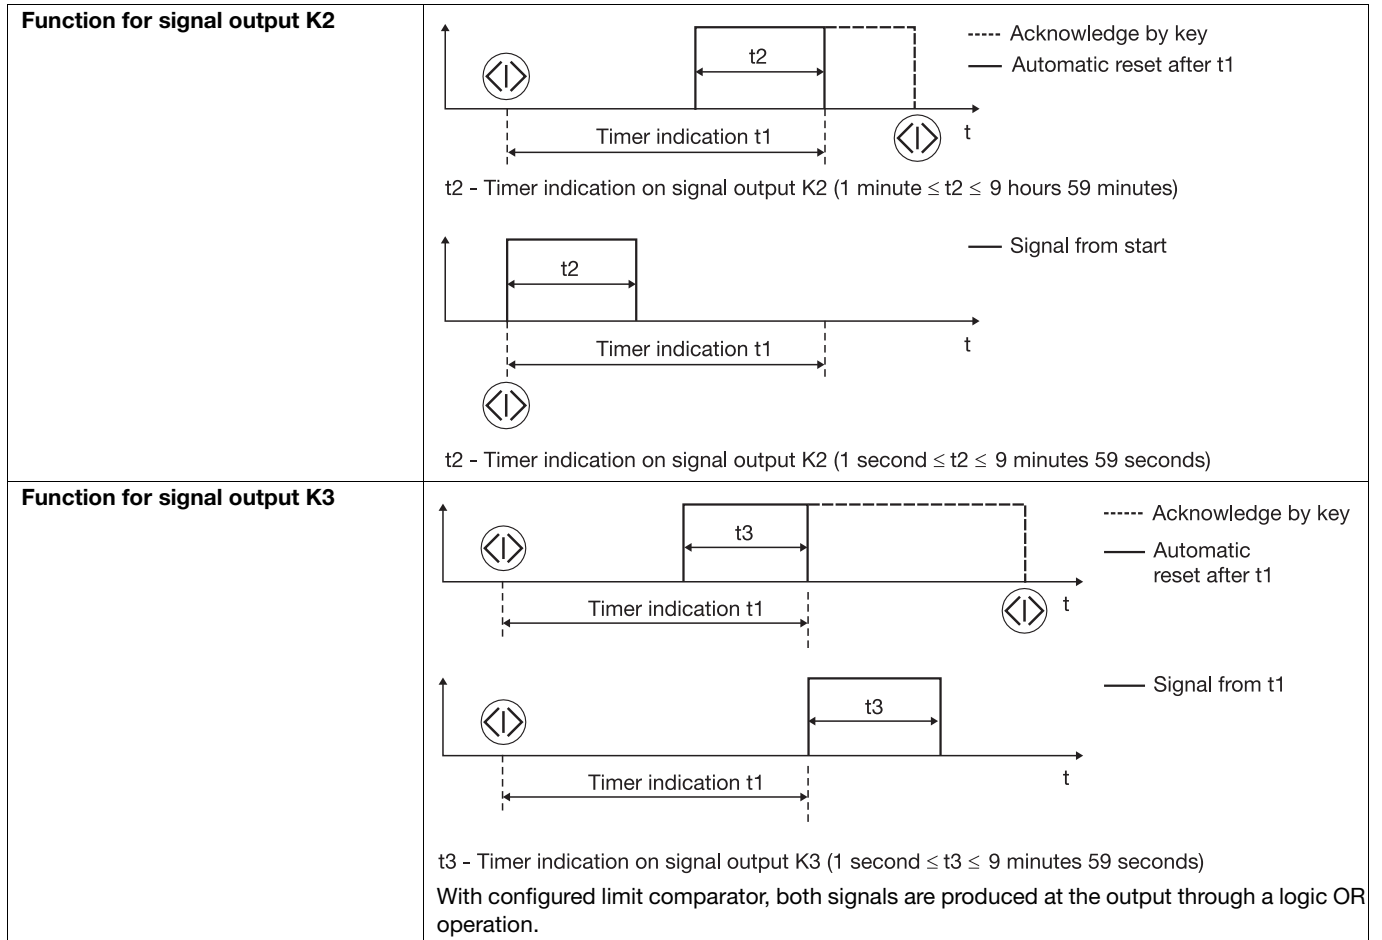 Function for signal output K2
t2
Acknowledge by key
Automatic reset after t1
Timer indication t1
t
t2 - Timer indication on signal output K2 (1 minute ≤ t2 ≤ 9 hours 59 minutes)
Signal from start
t2
Timer indication t1
t
t2 - Timer indication on signal output K2 (1 second ≤ t2 ≤ 9 minutes 59 seconds)
Function for signal output K3
t3
Acknowledge by key
Automatic
reset after t1
Timer indication t1
t
Signal from t1
t3
Timer indication t1
t
t3 - Timer indication on signal output K3 (1 second ≤ t3 ≤ 9 minutes 59 seconds)
With configured limit comparator, both signals are produced at the output through a logic OR
operation.